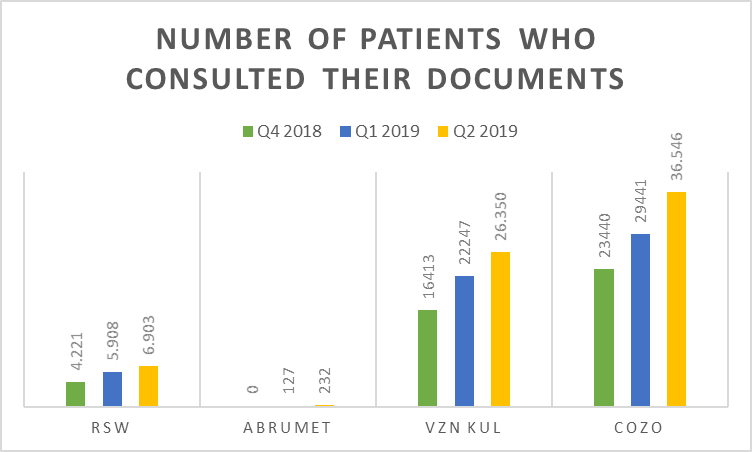 NUMBER OF PATIENTS WHO
CONSULTED THEIR DOCUMENTS
Q4 2018 Q1 2019 Q2 2019
4.221 5.908 6.903 0 127 232 16413 22247 26.350 23440 29441 36.546
RSW ABRUMET VZN KUL COZO